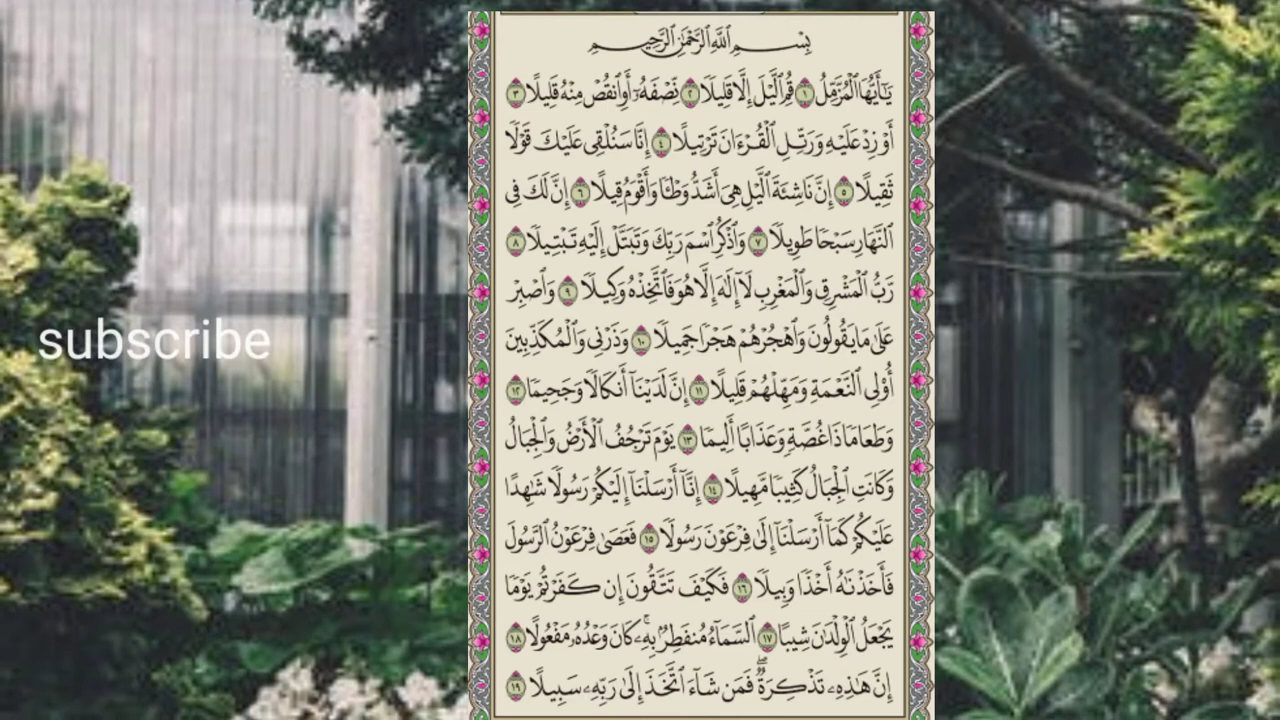 بِسْمِ ٱللَّهِ ٱلرَّحْمَٰنِ ٱلرَّحِيمِ
يَٰٓأَيُّهَا ٱلْمُزَّمِّلُ ١ قُمِ ٱلَّيْلَ إِلَّا قَلِيلًا ٢ نِّصْفَهُۥٓ أَوِ ٱنقُصْ مِنْهُ قَلِيلًا ٣
أَوْ زِدْ عَلَيْهِ وَرَتِّلِ ٱلْقُرْءَانَ تَرْتِيلًا ٤ إِنَّا سَنُلْقِى عَلَيْكَ قَوْلًا
ثَقِيلًا ٥ إِنَّ نَاشِئَةَ ٱلَّيْلِ هِىَ أَشَدُّ وَطْـًٔا وَأَقْوَمُ قِيلًا ٦ إِنَّ لَكَ فِى
ٱلنَّهَارِ سَبْحًا طَوِيلًا ٧ وَٱذْكُرِ ٱسْمَ رَبِّكَ وَتَبَتَّلْ إِلَيْهِ تَبْتِيلًا ٨
رَّبُّ ٱلْمَشْرِقِ وَٱلْمَغْرِبِ لَآ إِلَٰهَ إِلَّا هُوَ فَٱتَّخِذْهُ وَكِيلًا ٩ وَٱصْبِرْ
عَلَىٰ مَا يَقُولُونَ وَٱهْجُرْهُمْ هَجْرًا جَمِيلًا ١٠ وَذَرْنِى وَٱلْمُكَذِّبِينَ
أُو۟لِى ٱلنَّعْمَةِ وَمَهِّلْهُمْ قَلِيلًا ١١ إِنَّ لَدَيْنَآ أَنكَالًا وَجَحِيمًا ١٢
وَطَعَامًا ذَا غُصَّةٍ وَعَذَابًا أَلِيمًا ١٣ يَوْمَ تَرْجُفُ ٱلْأَرْضُ وَٱلْجِبَالُ
وَكَانَتِ ٱلْجِبَالُ كَثِيبًا مَّهِيلًا ١٤ إِنَّآ أَرْسَلْنَآ إِلَيْكُمْ رَسُولًا شَٰهِدًا
عَلَيْكُمْ كَمَآ أَرْسَلْنَآ إِلَىٰ فِرْعَوْنَ رَسُولًا ١٥ فَعَصَىٰ فِرْعَوْنُ ٱلرَّسُولَ
فَأَخَذْنَٰهُ أَخْذًا وَبِيلًا ١٦ فَكَيْفَ تَتَّقُونَ إِن كَفَرْتُمْ يَوْمًا
يَجْعَلُ ٱلْوِلْدَٰنَ شِيبًا ١٧ ٱلسَّمَآءُ مُنفَطِرٌۢ بِهِۦ ۚ كَانَ وَعْدُهُۥ مَفْعُولًا ١٨
إِنَّ هَٰذِهِۦ تَذْكِرَةٌ ۖ فَمَن شَآءَ ٱتَّخَذَ إِلَىٰ رَبِّهِۦ سَبِيلًا ١٩
subscribe